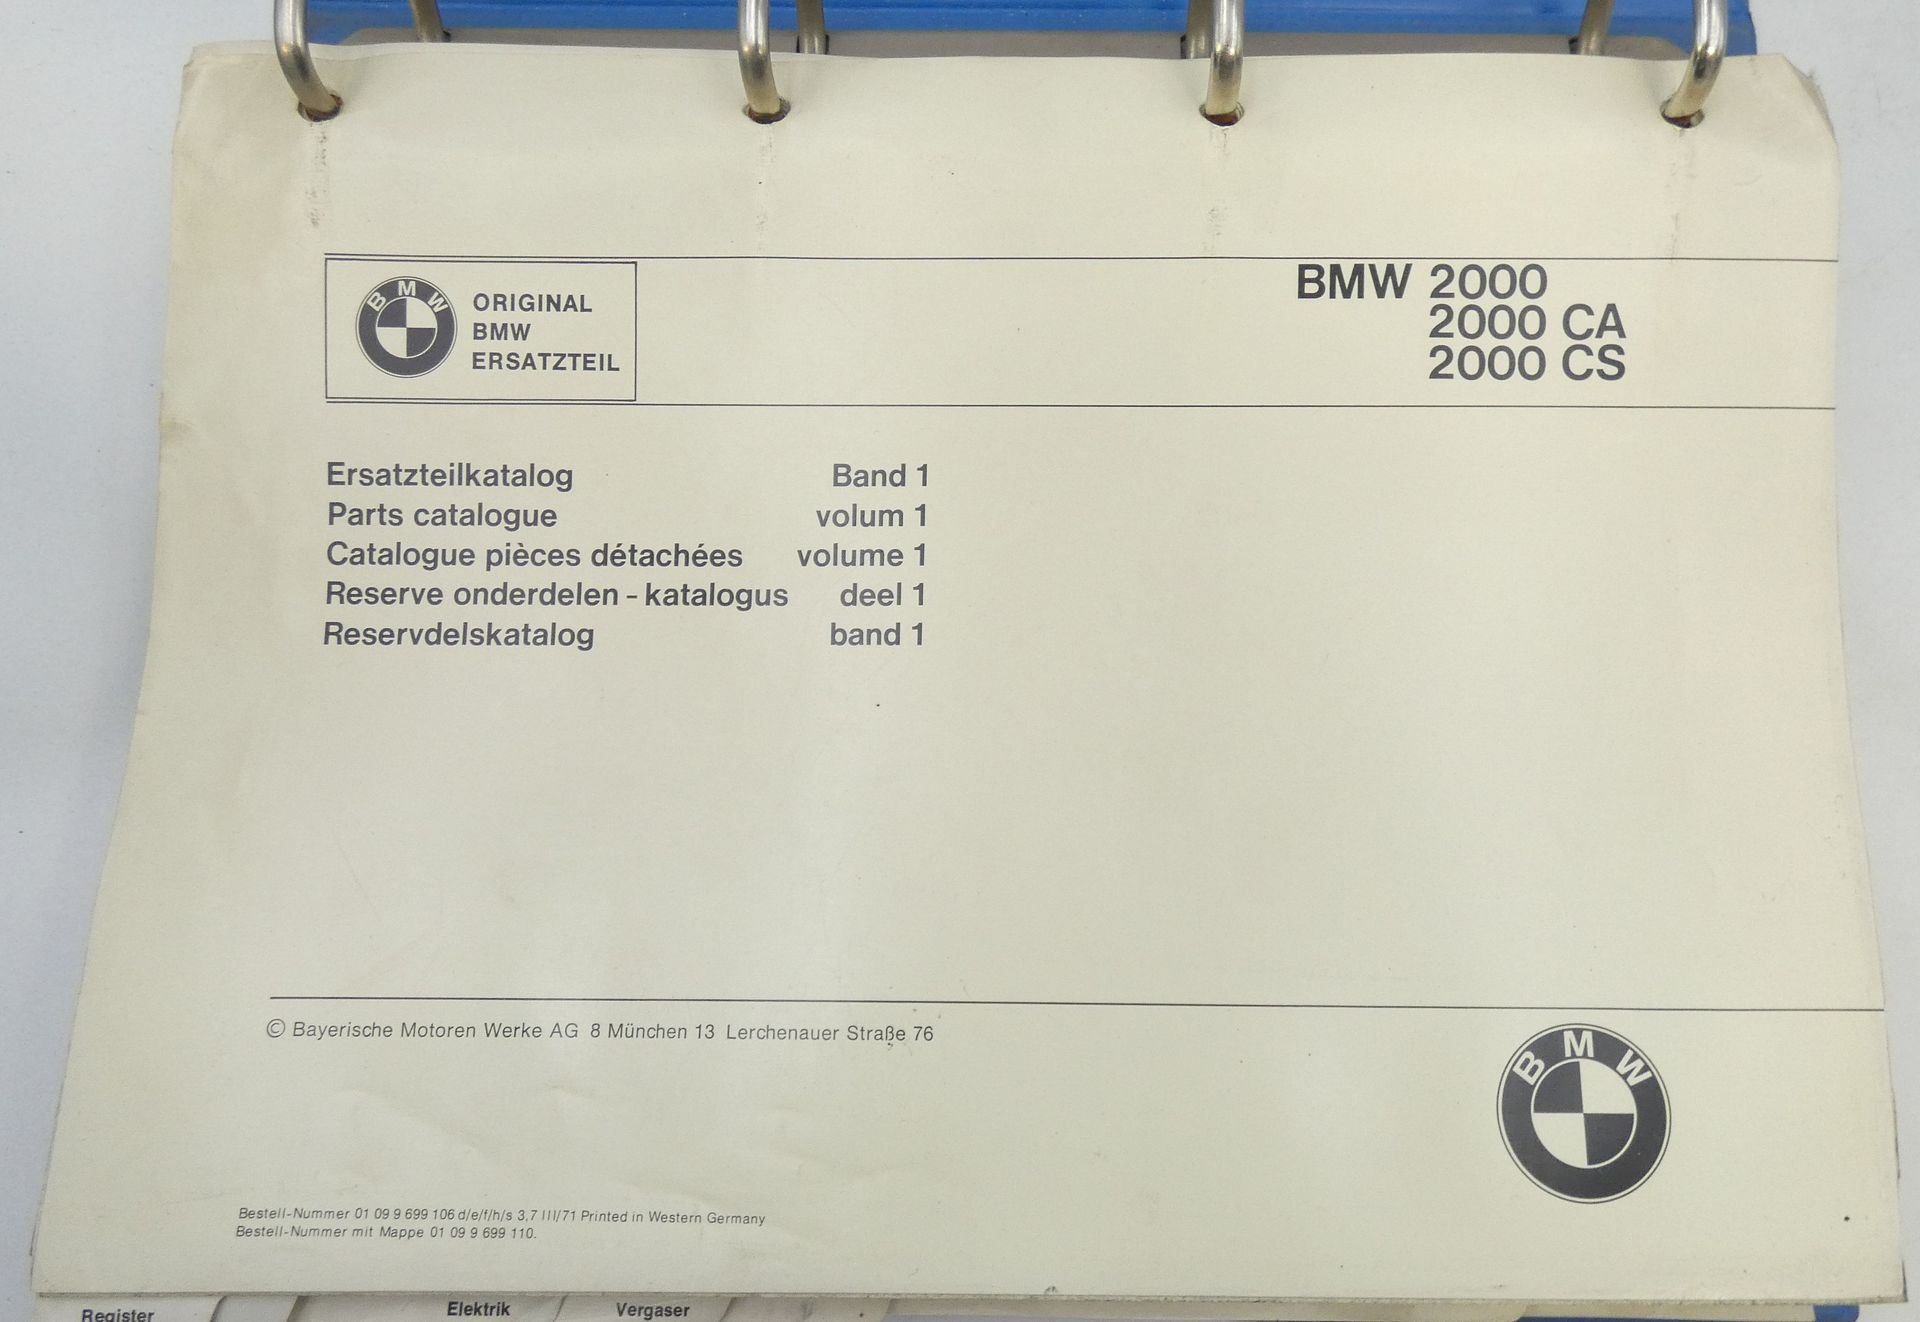 BMW
ORIGINAL
BMW
ERSATZTEIL
BMW 2000
2000 CA
2000 CS
Ersatzteilkatalog Band 1
Parts catalogue volum 1
Catalogue pièces détachées volume 1
Reserve onderdelen - katalogus deel 1
Reservdelskatalog band 1
© Bayerische Motoren Werke AG 8 München 13 Lerchenauer Straße 76
BMW
Bestell-Nummer 01 09 9 699 106 d/e/f/h/s 3,7 III/71 Printed in Western Germany
Bestell-Nummer mit Mappe 01 09 9 699 110.
Register Elektrik Vergaser